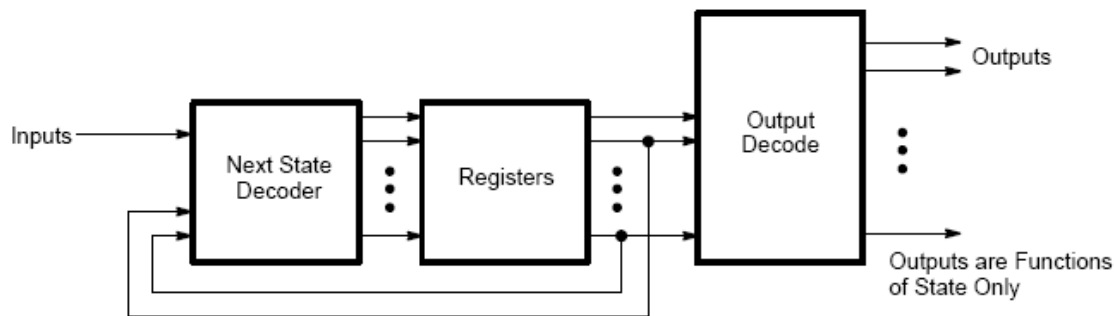 Inputs
Next State
Decoder
Registers
Output
Decode
Outputs
Outputs are Functions
of State Only